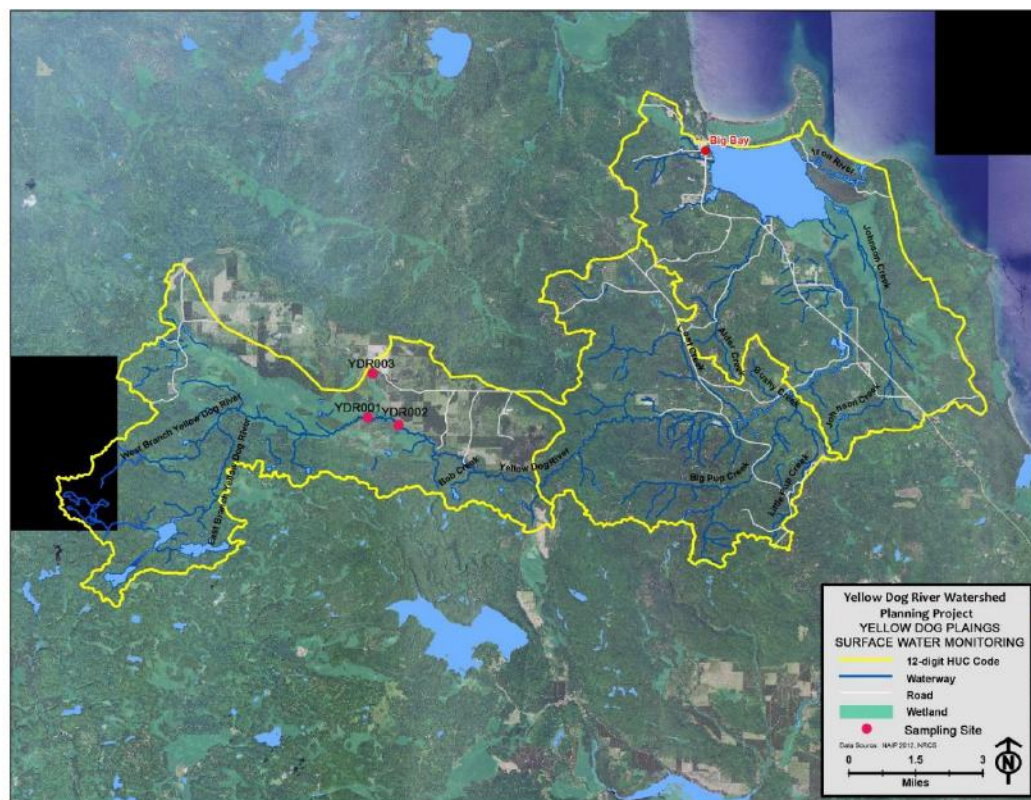 Big Bay
Iron River
Johnson Creek
YDR003
YDR001
YDR002
Alder Creek
Bushy Creek
Johnson Creek
West Branch Yellow Dog River
East Branch Yellow Dog River
Bob Creek
Yellow Dog River
Big Pup Creek
Little Pup Creek
Yellow Dog River Watershed
Planning Project
YELLOW DOG PLAINGS
SURFACE WATER MONITORING
12-digit HUC Code
Waterway
Road
Wetland
Sampling Site
Data Source: NAIP 2012, NRCS
0 1.5 3
Miles
N